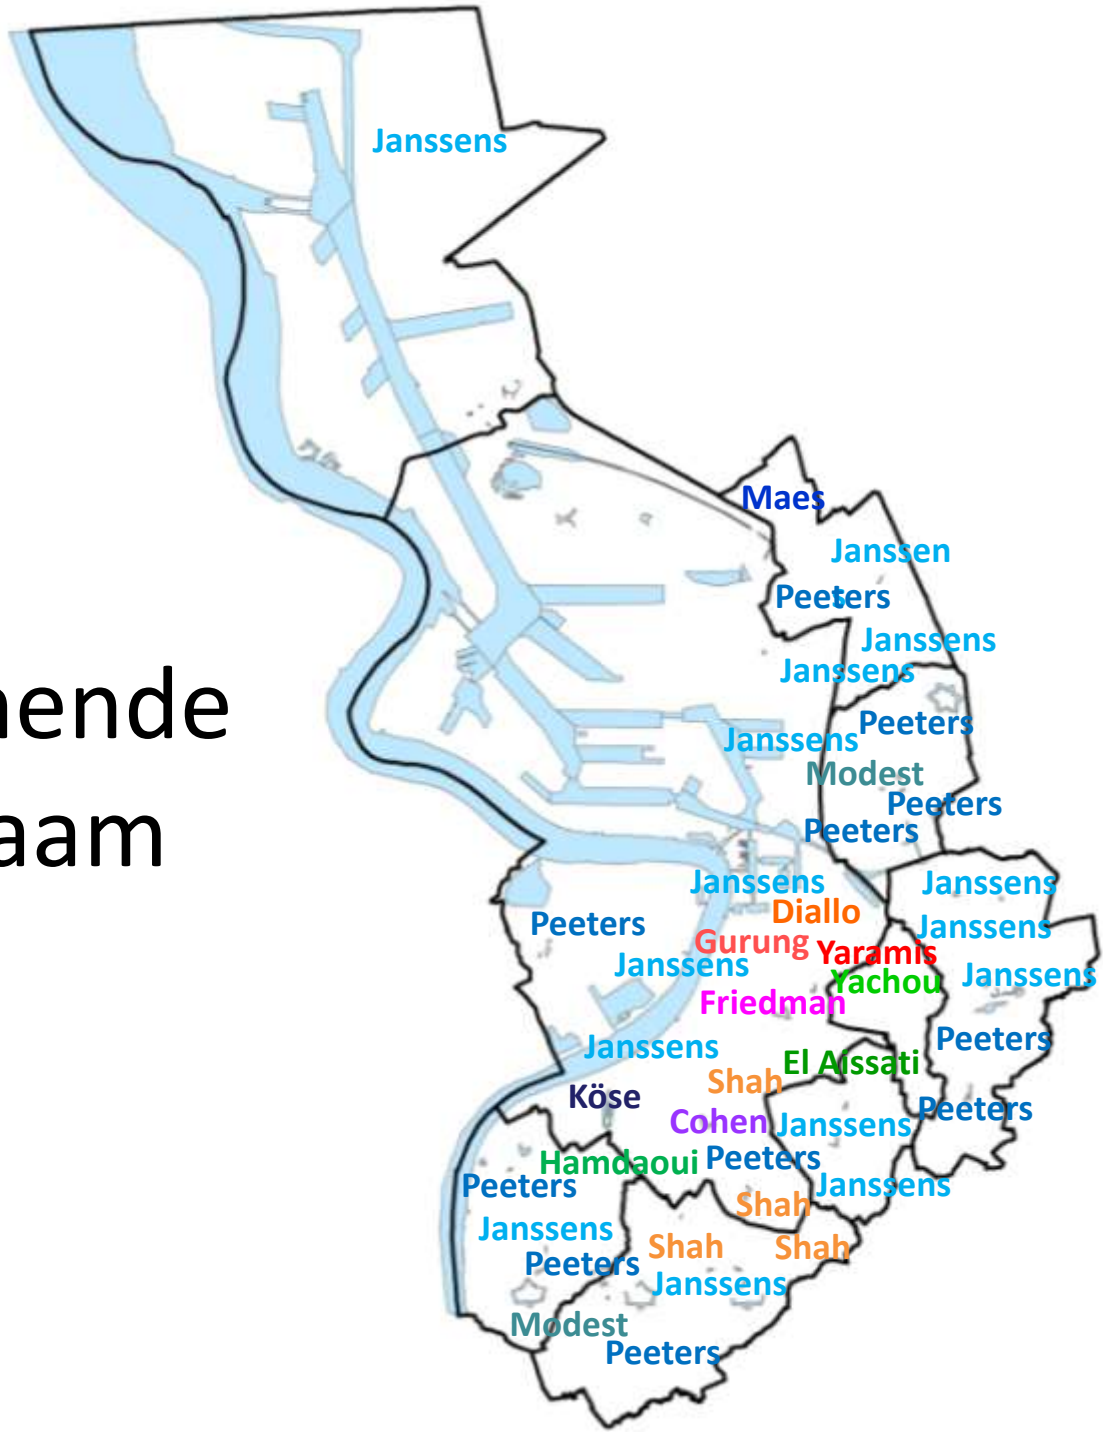 Janssens
Maes
Janssen
s
Peeters
Janssens
Janssens
nende
Peeters
Janssens
Modest
Peeters
Peeters
aam
Janssens
Janssens
Diallo
Peeters
Janssens
Gurung
Yaramis
Janssens
Janssens
Yachou
Friedman
Peeters
Janssens
El Aissati
Shah
Köse
Peeters
Cohen
Janssens
Peeters
Hamdaoui
Peeters
Janssens
Shah
Janssens
Shah
Shah
Peeters
Janssens
Modest
Peeters